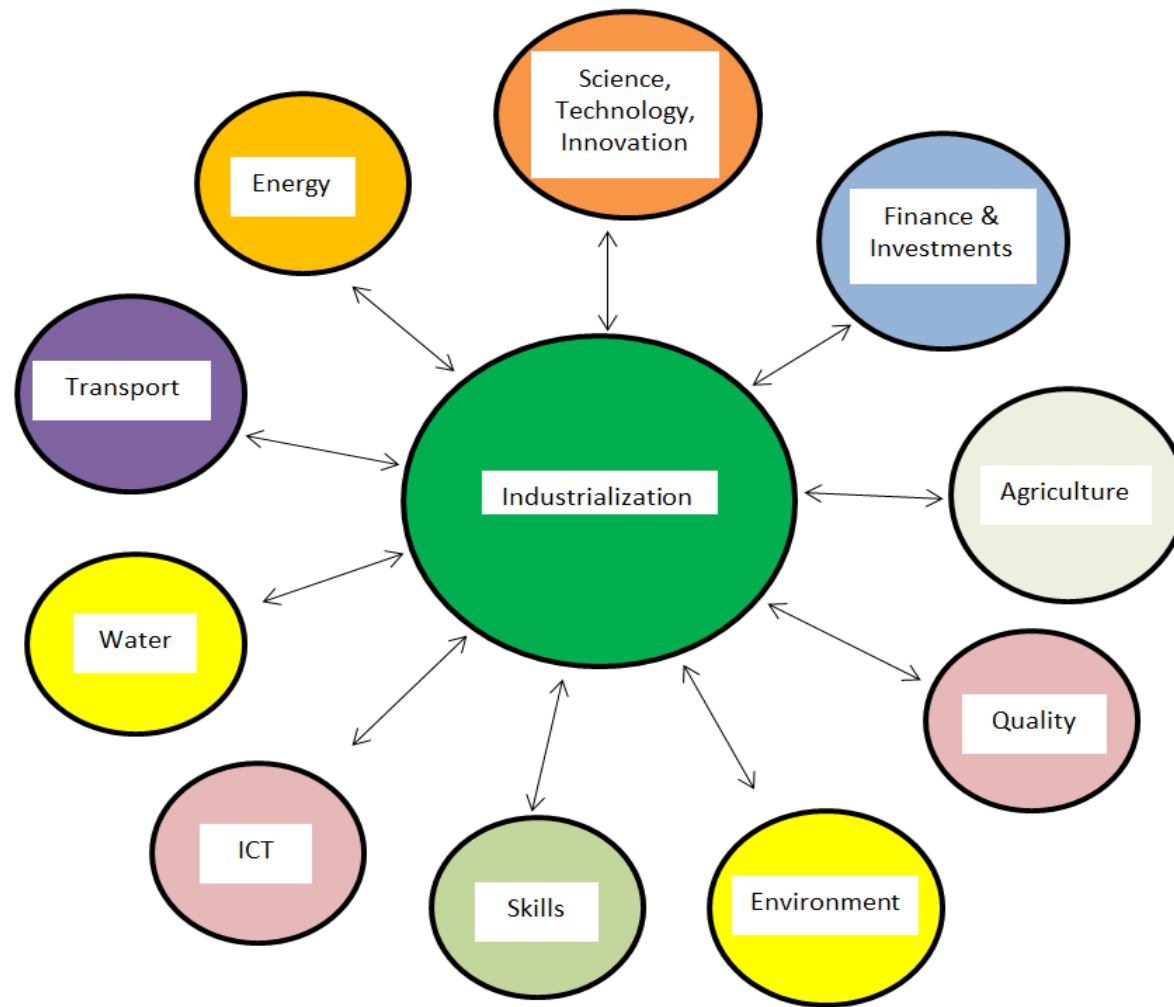 Science,
Technology,
Innovation
Energy
Finance &
Investments
Transport
Industrialization
Agriculture
Water
Quality
ICT
Skills
Environment